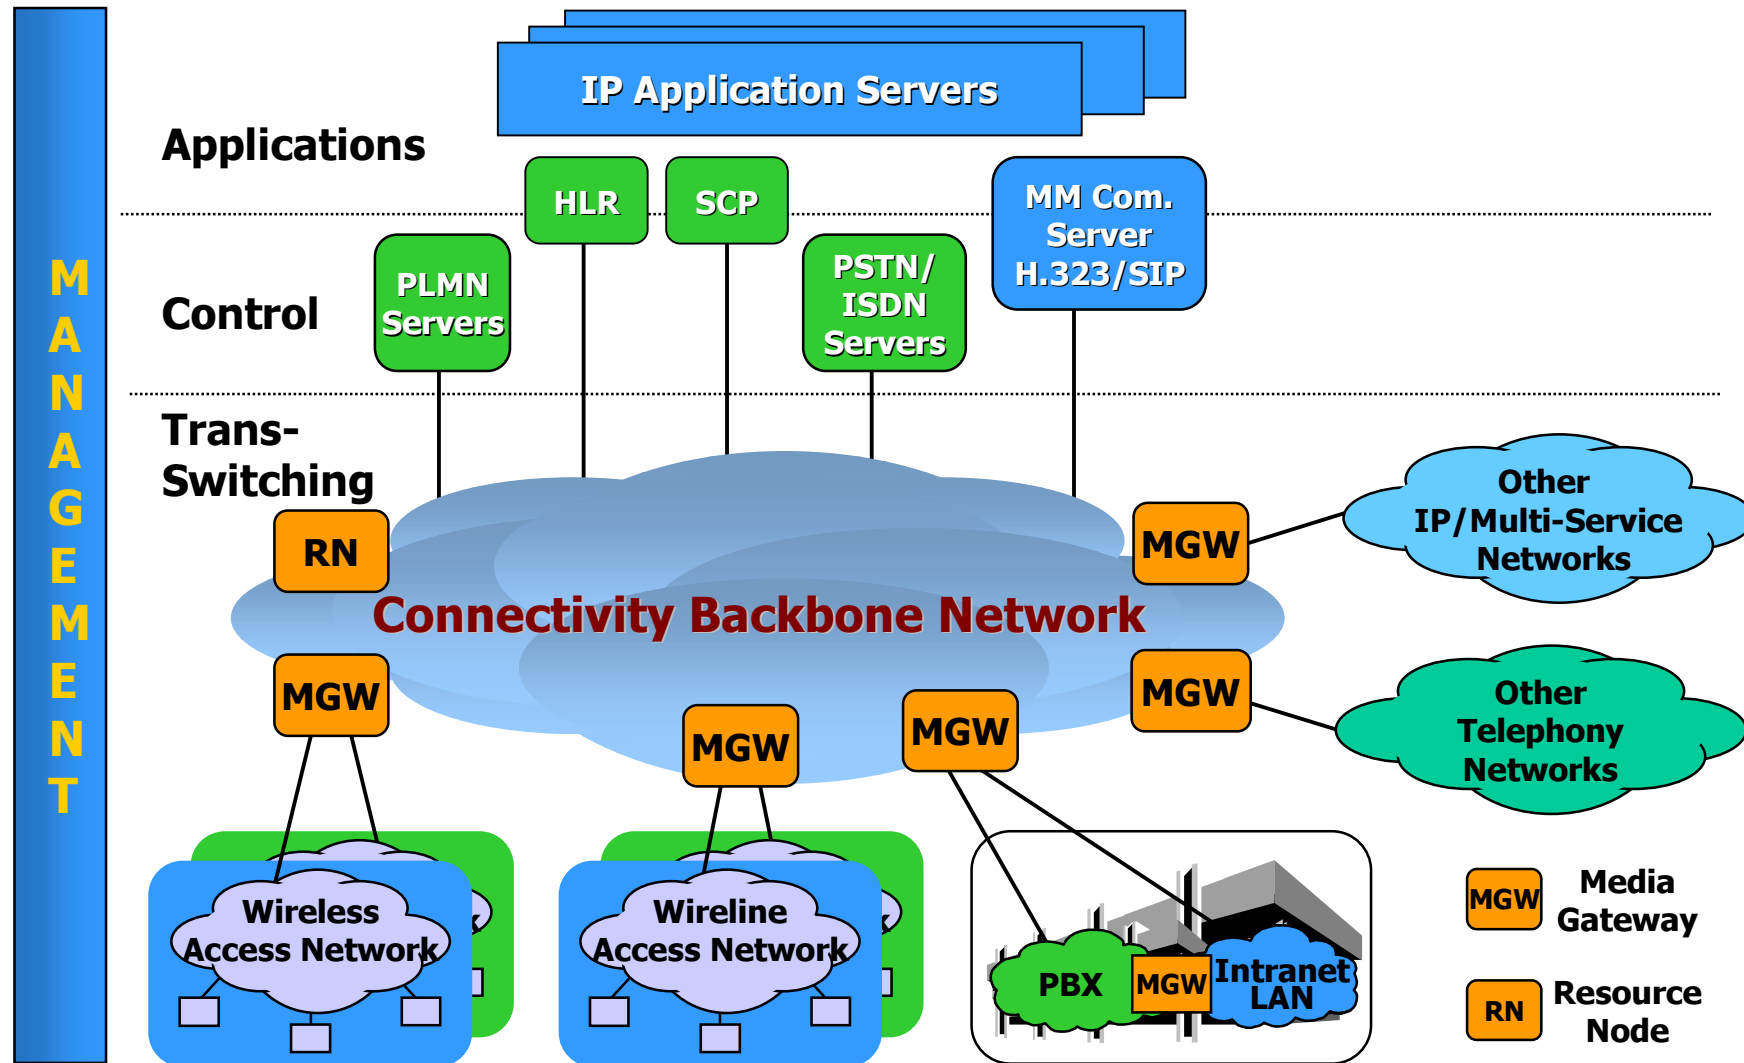 MANAGEMENT
IP Application Servers
Applications
HLR
SCP
MM Com.
Server
H.323/SIP
PLMN
Servers
PSTN/
ISDN
Servers
Control
Trans-
Switching
RN
MGW
Other
IP/Multi-Service
Networks
Connectivity Backbone Network
MGW
MGW
MGW
MGW
Other
Telephony
Networks
Wireless
Access Network
k
Wireline
Access Network
k
PBX
MGW
Intranet
LAN
MGW
Media
Gateway
RN
Resource
Node